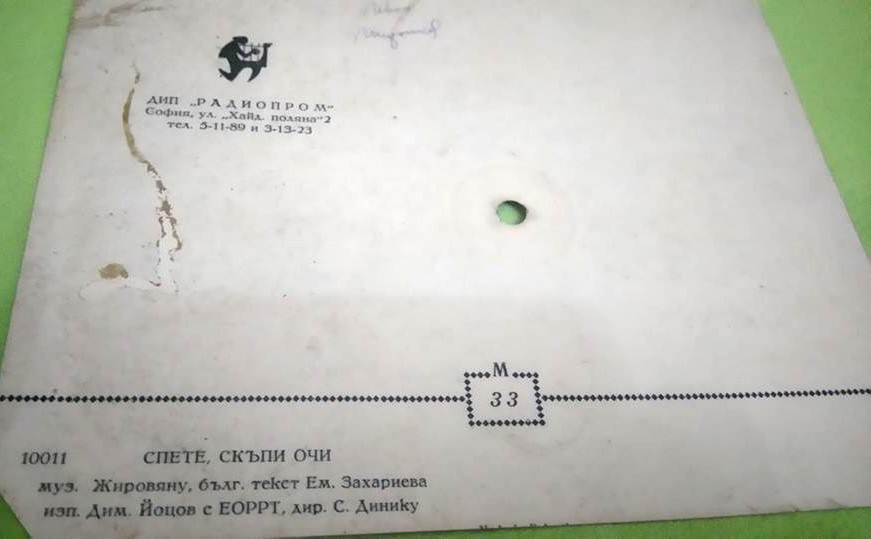 ДИП „РАДИОПРОМ"
София, ул. „Хайд. поляна" 2
тел. 5-11-89 и 3-13-23
М
33
10011 СПЕТЕ, СКЪПИ ОЧИ
муз. Жировяну, бълг. текст Ем. Захариева
изп. Дим. Йоцов с ЕОРРТ, дир. С. Динику